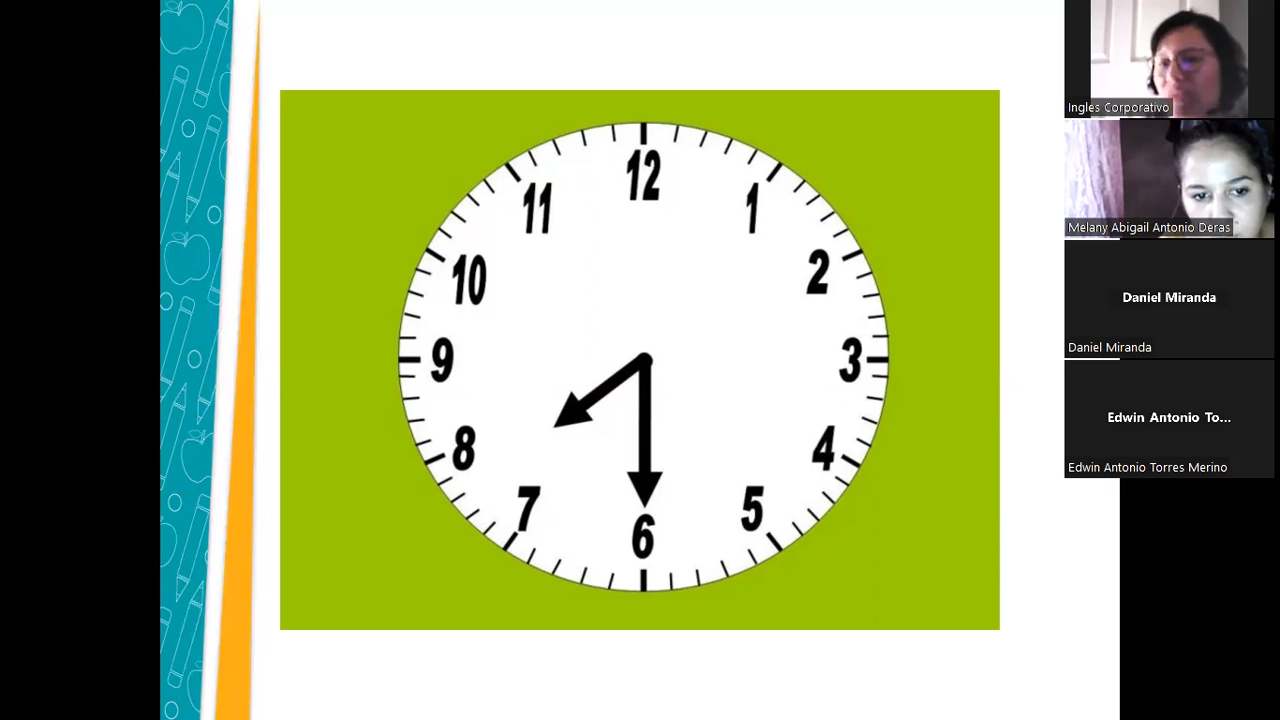 12
11
1
10
2
9
3
8
4
7
5
6
Ingles Corporativo
Melany Abigail Antonio Deras
Daniel Miranda
Daniel Miranda
Edwin Antonio To...
Edwin Antonio Torres Merino